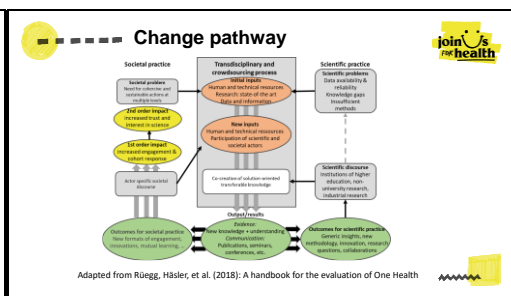 Change pathway
join Us
FOR health
Societal practice
Transdisciplinary and
crowdsourcing process
Scientific practice
Societal problem
Need for cohesive and
sustainable actions at
multiple levels
Initial inputs
Human and technical resources
Research: state of the art
Data and information
Scientific problems
Data availability &
reliability
Knowledge gaps
Insufficient
methods
2nd order impact
Increased trust and
interest in science
New inputs
Human and technical resources
Participation of scientific and
societal actors
1st order impact
Increased engagement &
cohort response
Actor specific societal
discourse
Co-creation of solution-oriented
transferable knowledge
Scientific discourse
Institutions of higher
education, non-
university research,
industrial research
Output/results
Outcomes for societal practice
New formats of engagement,
innovations, mutual learning,
Evidence:
New knowledge + understanding
Communication:
Publications, seminars,
conferences, etc.
Outcomes for scientific practice
Generic insights, new
methodology, innovation, research
questions, collaborations
Adapted from Rüegg, Häsler, et al. (2018): A handbook for the evaluation of One Health